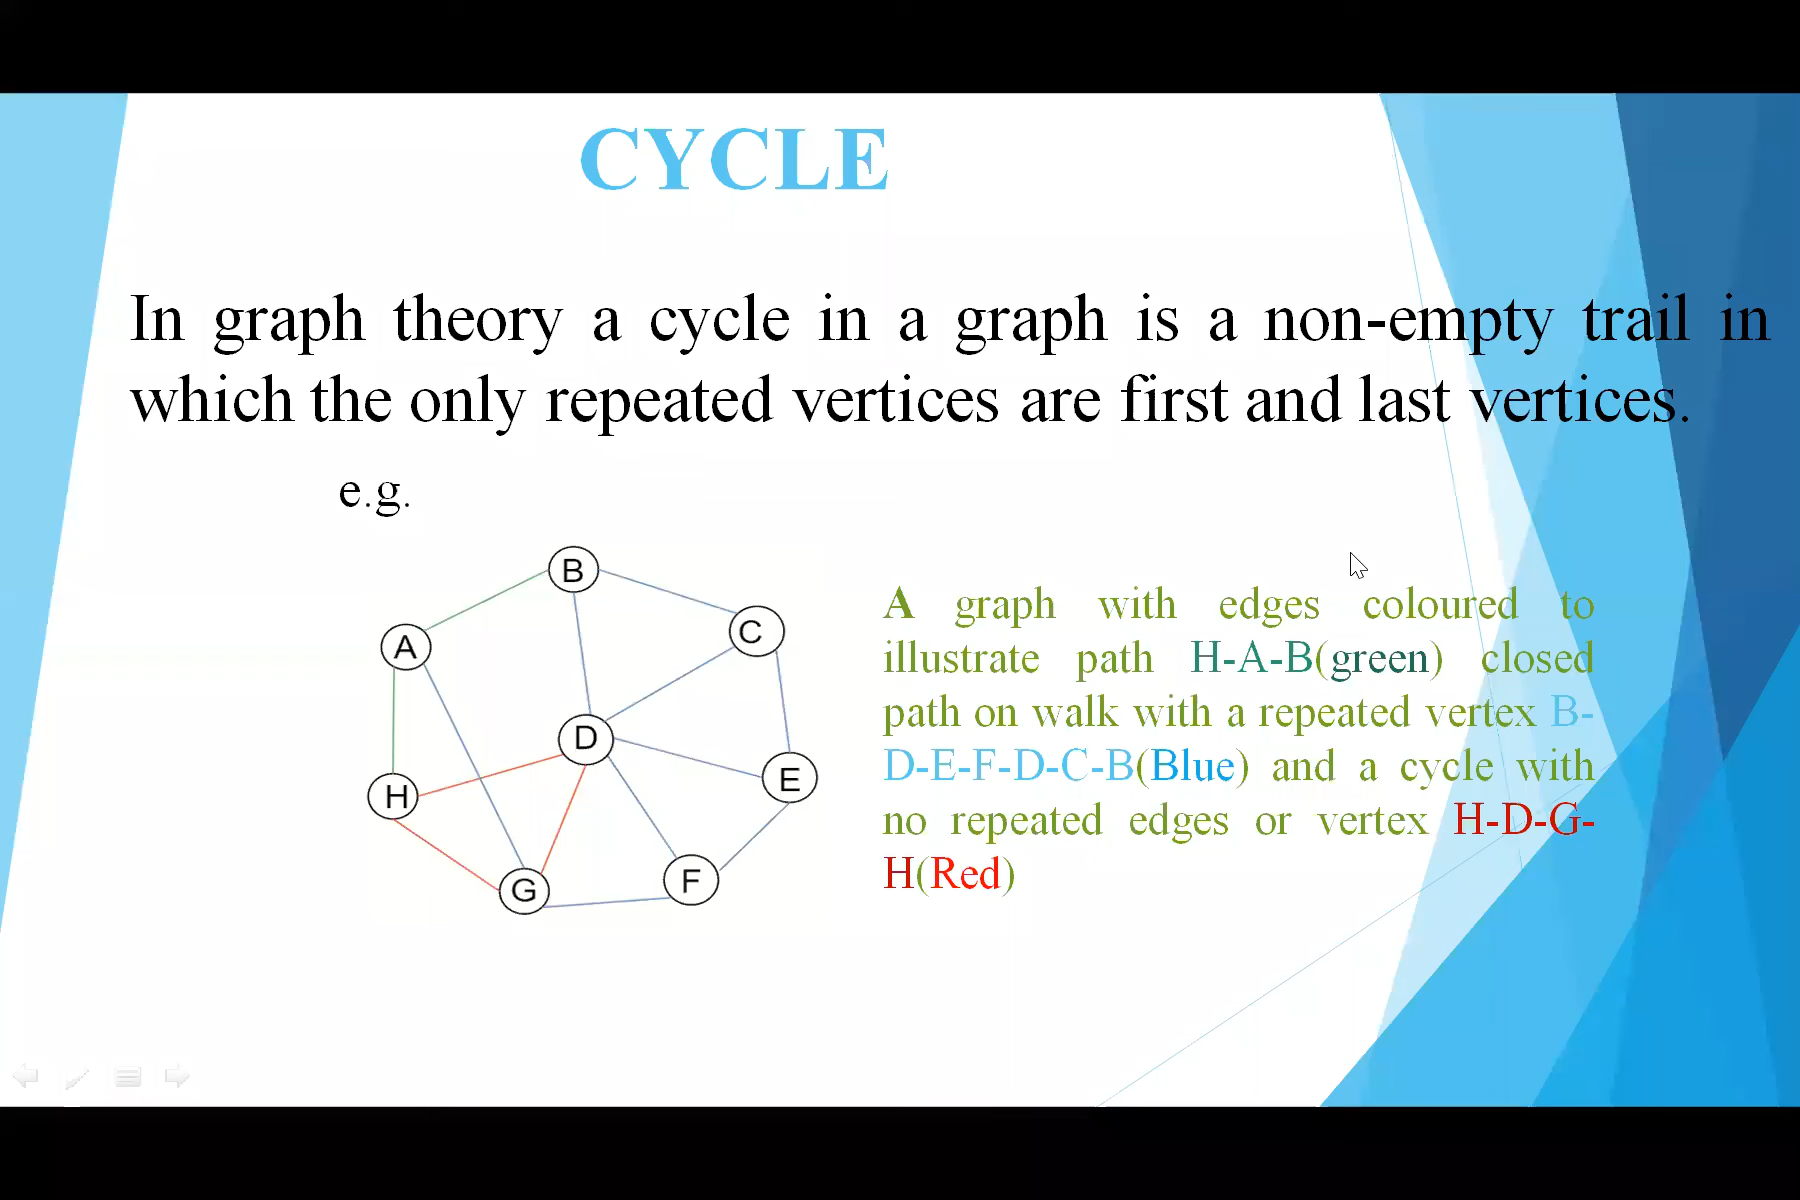 CYCLE
In graph theory a cycle in a graph is a non-empty trail in
which the only repeated vertices are first and last vertices.
e.g.
B
C
A
D
E
H
F
G
A graph with edges coloured to
illustrate path H-A-B(green) closed
path on walk with a repeated vertex B-
D-E-F-D-C-B(Blue) and a cycle with
no repeated edges or vertex H-D-G-
H(Red)